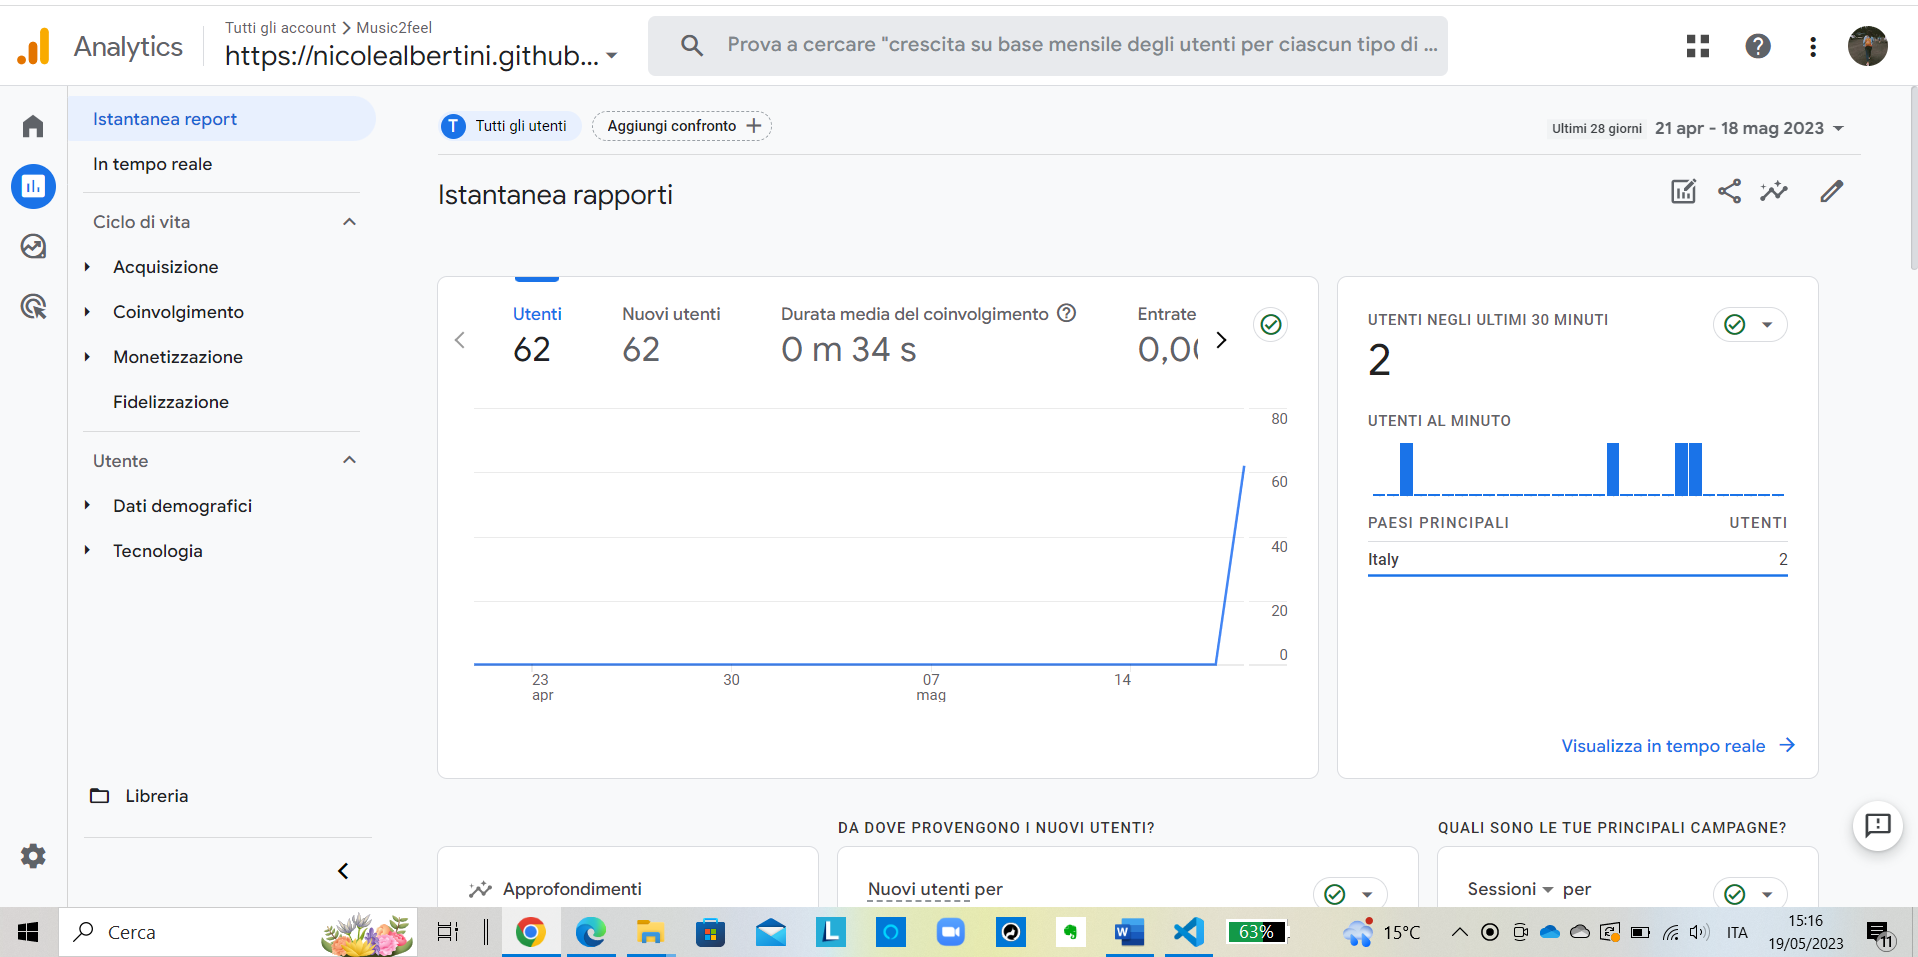 Analytics
Tutti gli account > Music2feel
https://nicolealbertini.github...
Prova a cercare "crescita su base mensile degli utenti per ciascun tipo di ...
Istantanea report
In tempo reale
Ciclo di vita
Acquisizione
Coinvolgimento
Monetizzazione
Fidelizzazione
Utente
Dati demografici
Tecnologia
Libreria
T Tutti gli utenti
Aggiungi confronto +
Ultimi 28 giorni 21 apr - 18 mag 2023
Istantanea rapporti
Utenti Nuovi utenti Durata media del coinvolgimento Entrate
62 62 0 m 34 s 0,00
80
60
40
20
0
23 30 07 14
apr mag
UTENTI NEGLI ULTIMI 30 MINUTI
2
UTENTI AL MINUTO
PAESI PRINCIPALI UTENTI
Italy 2
Visualizza in tempo reale
DA DOVE PROVENGONO I NUOVI UTENTI?
QUALI SONO LE TUE PRINCIPALI CAMPAGNE?
Approfondimenti
Nuovi utenti per
Sessioni per
Cerca
63%
15°C
ITA
15:16
19/05/2023
11